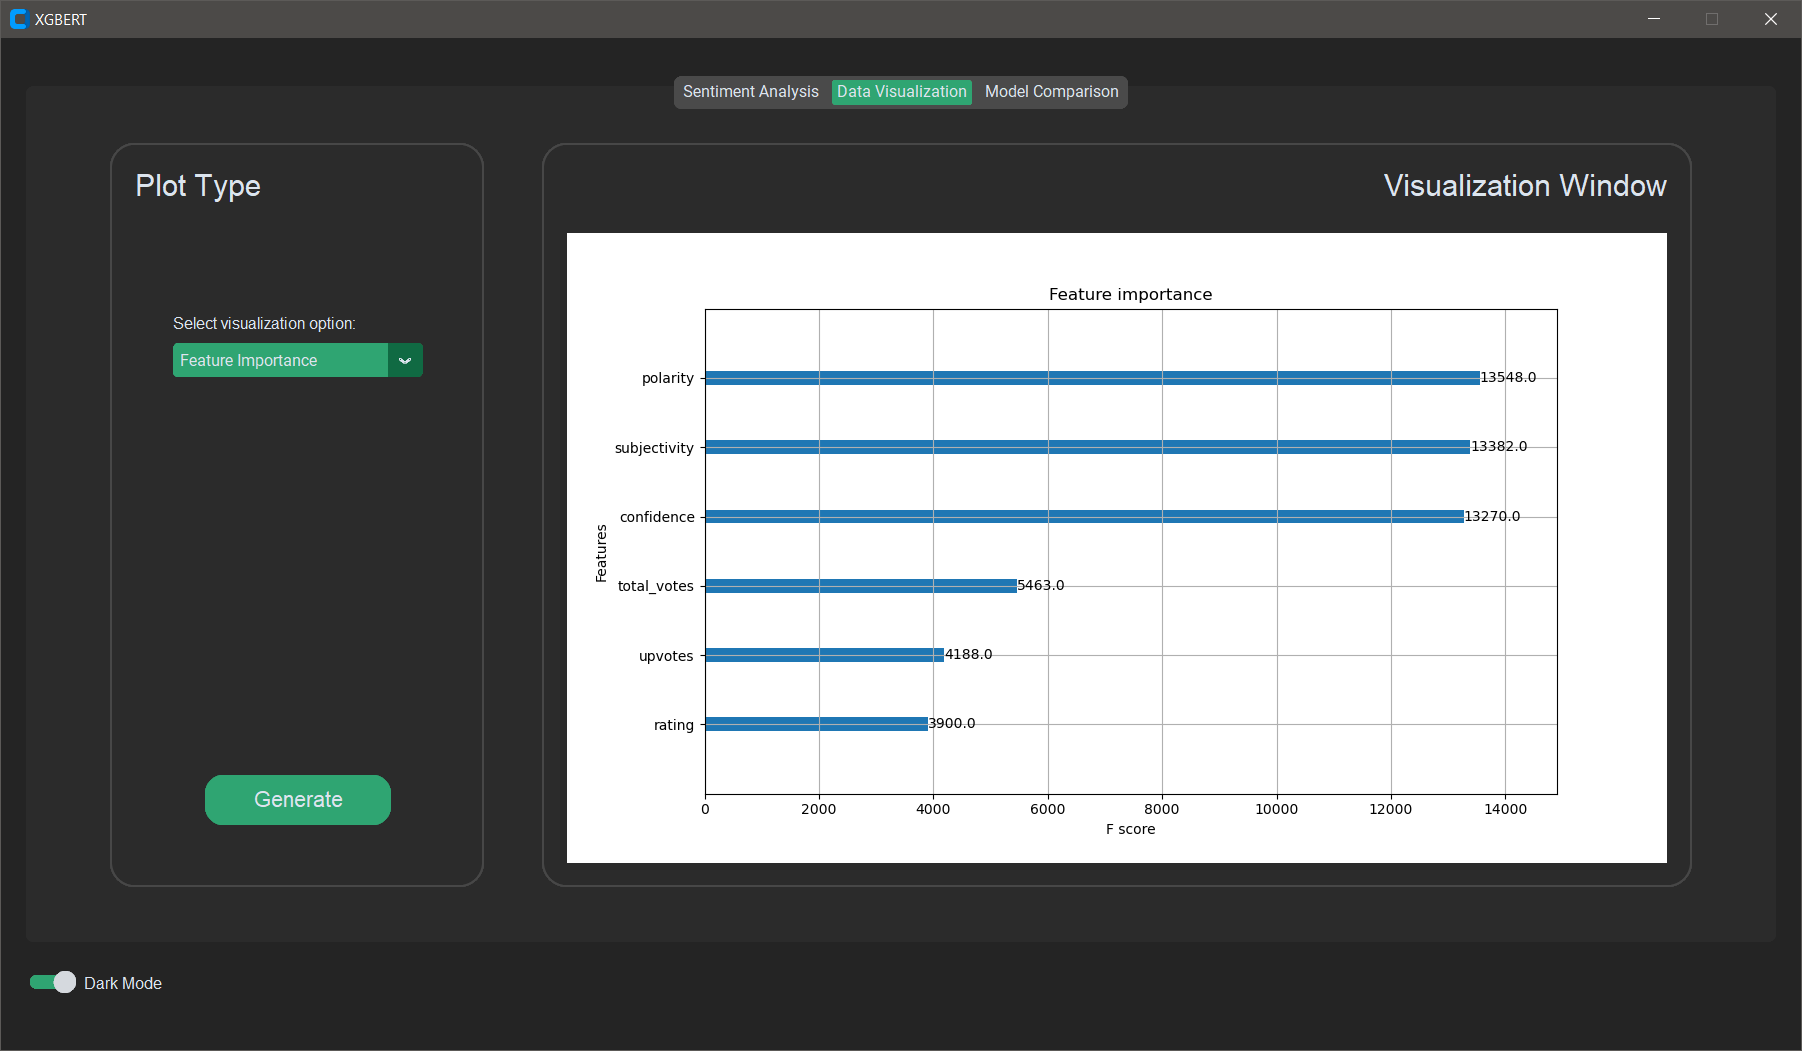 XGBERT
Sentiment Analysis Data Visualization Model Comparison
Plot Type
Select visualization option:
Feature Importance
Generate
Visualization Window
Feature importance
Features
polarity 13548.0
subjectivity 13382.0
confidence 13270.0
total_votes 5463.0
upvotes 4188.0
rating 3900.0
0 2000 4000 6000 8000 10000 12000 14000
F score
Dark Mode